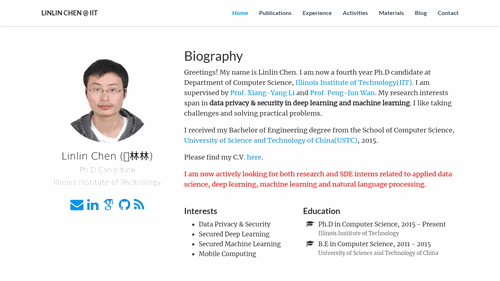 LINLIN CHEN @ IIT
Home Publications Experience Activities Materials Blog Contact
Linlin Chen (▯林林)
Ph.D Candidate
Illinois Institute of Technology
Biography
Greetings! My name is Linlin Chen. I am now a fourth year Ph.D candidate at
Department of Computer Science, Illinois Institute of Technology(IIT). I am
supervised by Prof. Xiang-Yang Li and Prof. Peng-Jun Wan. My research interests
span in data privacy & security in deep learning and machine learning. I like taking
challenges and solving practical problems.
I received my Bachelor of Engineering degree from the School of Computer Science,
University of Science and Technology of China(USTC), 2015.
Please find my C.V. here.
I am now actively looking for both research and SDE interns related to applied data
science, deep learning, machine learning and natural language processing.
Interests
Data Privacy & Security
Secured Deep Learning
Secured Machine Learning
Mobile Computing
Education
Ph.D in Computer Science, 2015 - Present
Illinois Institute of Technology
B.E in Computer Science, 2011 - 2015
University of Science and Technology of China